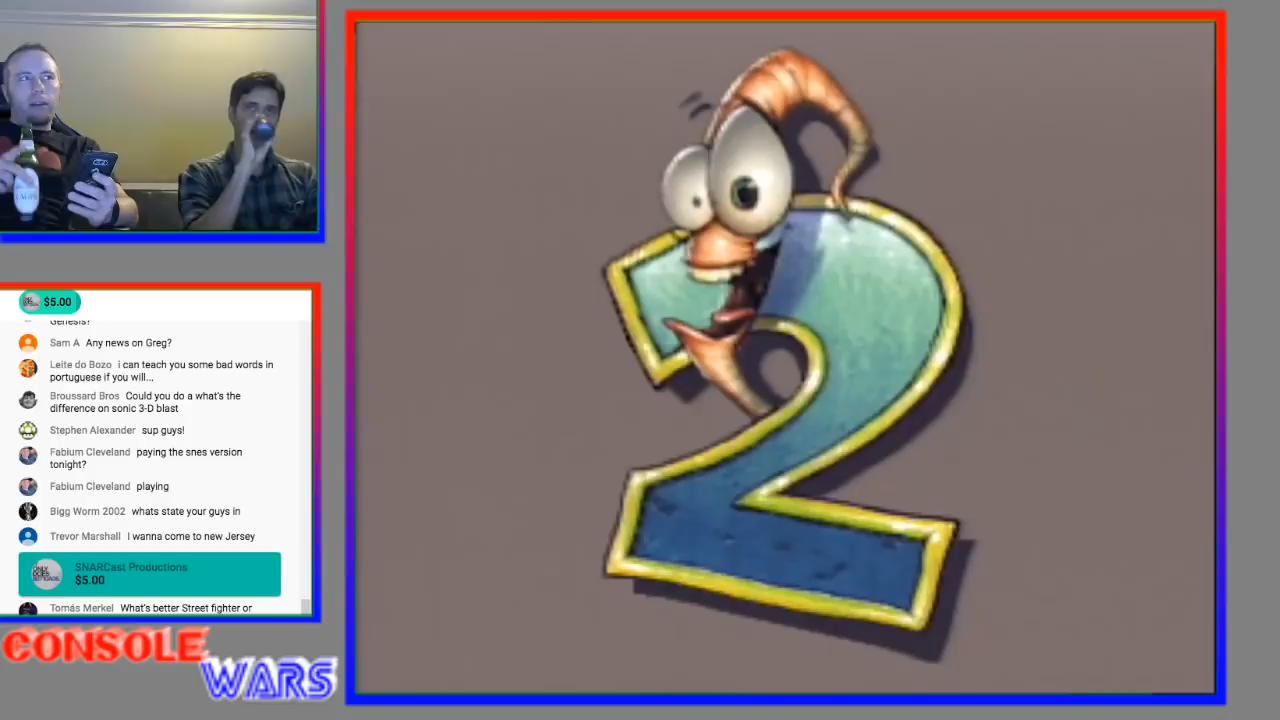 $5.00
Genesis?
Sam A Any news on Greg?
Leite do Bozo i can teach you some bad words in
portuguese if you will...
Broussard Bros Could you do a what's the
difference on sonic 3-D blast
Stephen Alexander sup guys!
Fabium Cleveland paying the snes version
tonight?
Fabium Cleveland playing
Bigg Worm 2002 whats state your guys in
Trevor Marshall I wanna come to new Jersey
SNARCast Productions
$5.00
Tomás Merkel What's better Street fighter or
CONSOLE
WARS
2